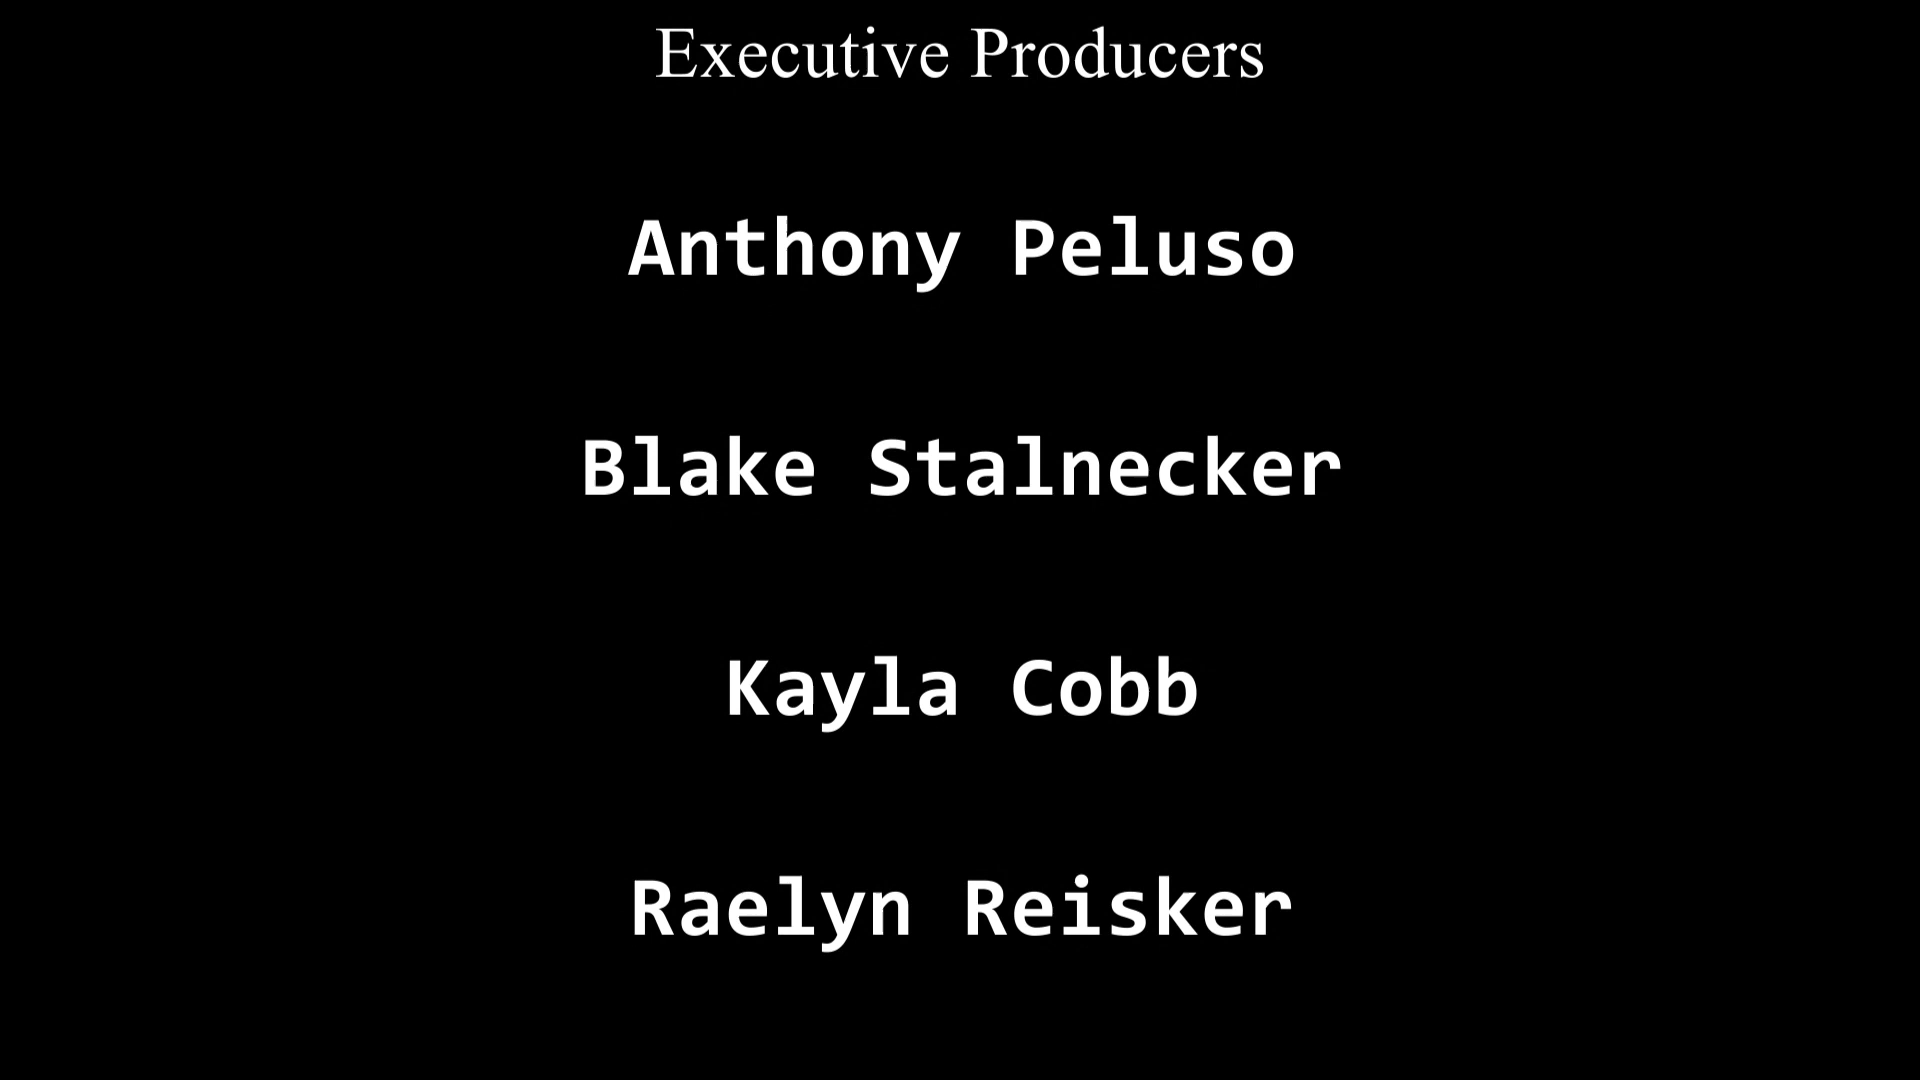 Executive Producers
Anthony Peluso
Blake Stalnecker
Kayla Cobb
Raelyn Reisker